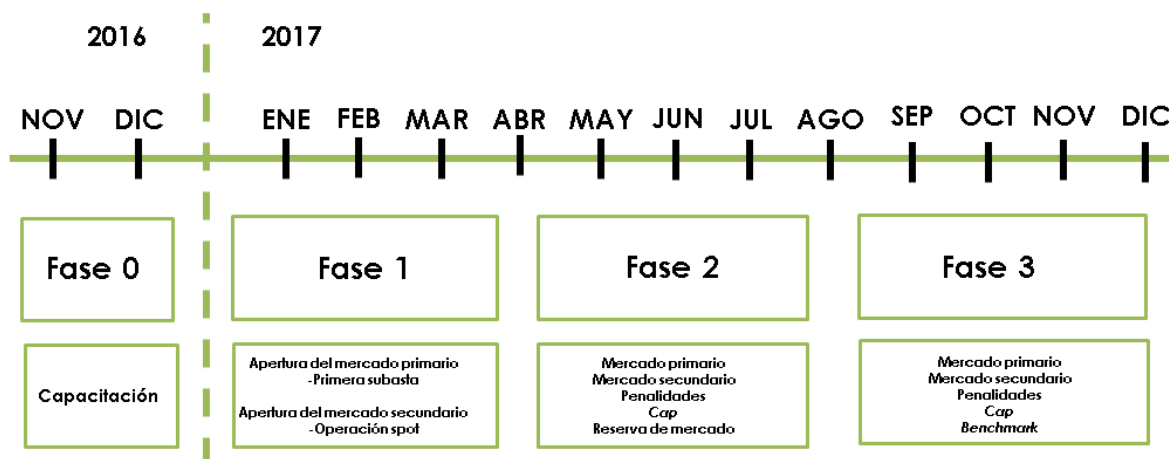 2016 2017
NOV DIC ENE FEB MAR ABR MAY JUN JUL AGO SEP OCT NOV DIC
Fase 0 Fase 1 Fase 2 Fase 3
Capacitación
Apertura del mercado primario
-Primera subasta
Apertura del mercado secundario
-Operación spot
Mercado primario
Mercado secundario
Penalidades
Cap
Reserva de mercado
Mercado primario
Mercado secundario
Penalidades
Cap
Benchmark